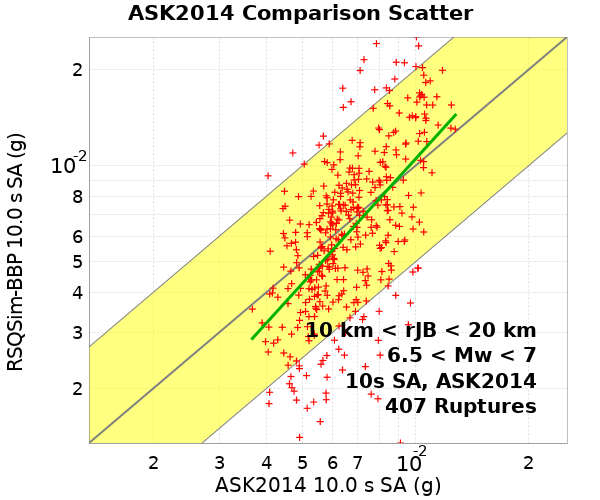 ASK2014 Comparison Scatter
RSQSim-BBP 10.0 s SA (g)
2
10-2
8
6
5
4
3
2
10 km < rJB < 20 km
6.5 < Mw < 7
10s SA, ASK2014
407 Ruptures
2 3 4 5 6 7 10-2 2
ASK2014 10.0 s SA (g)